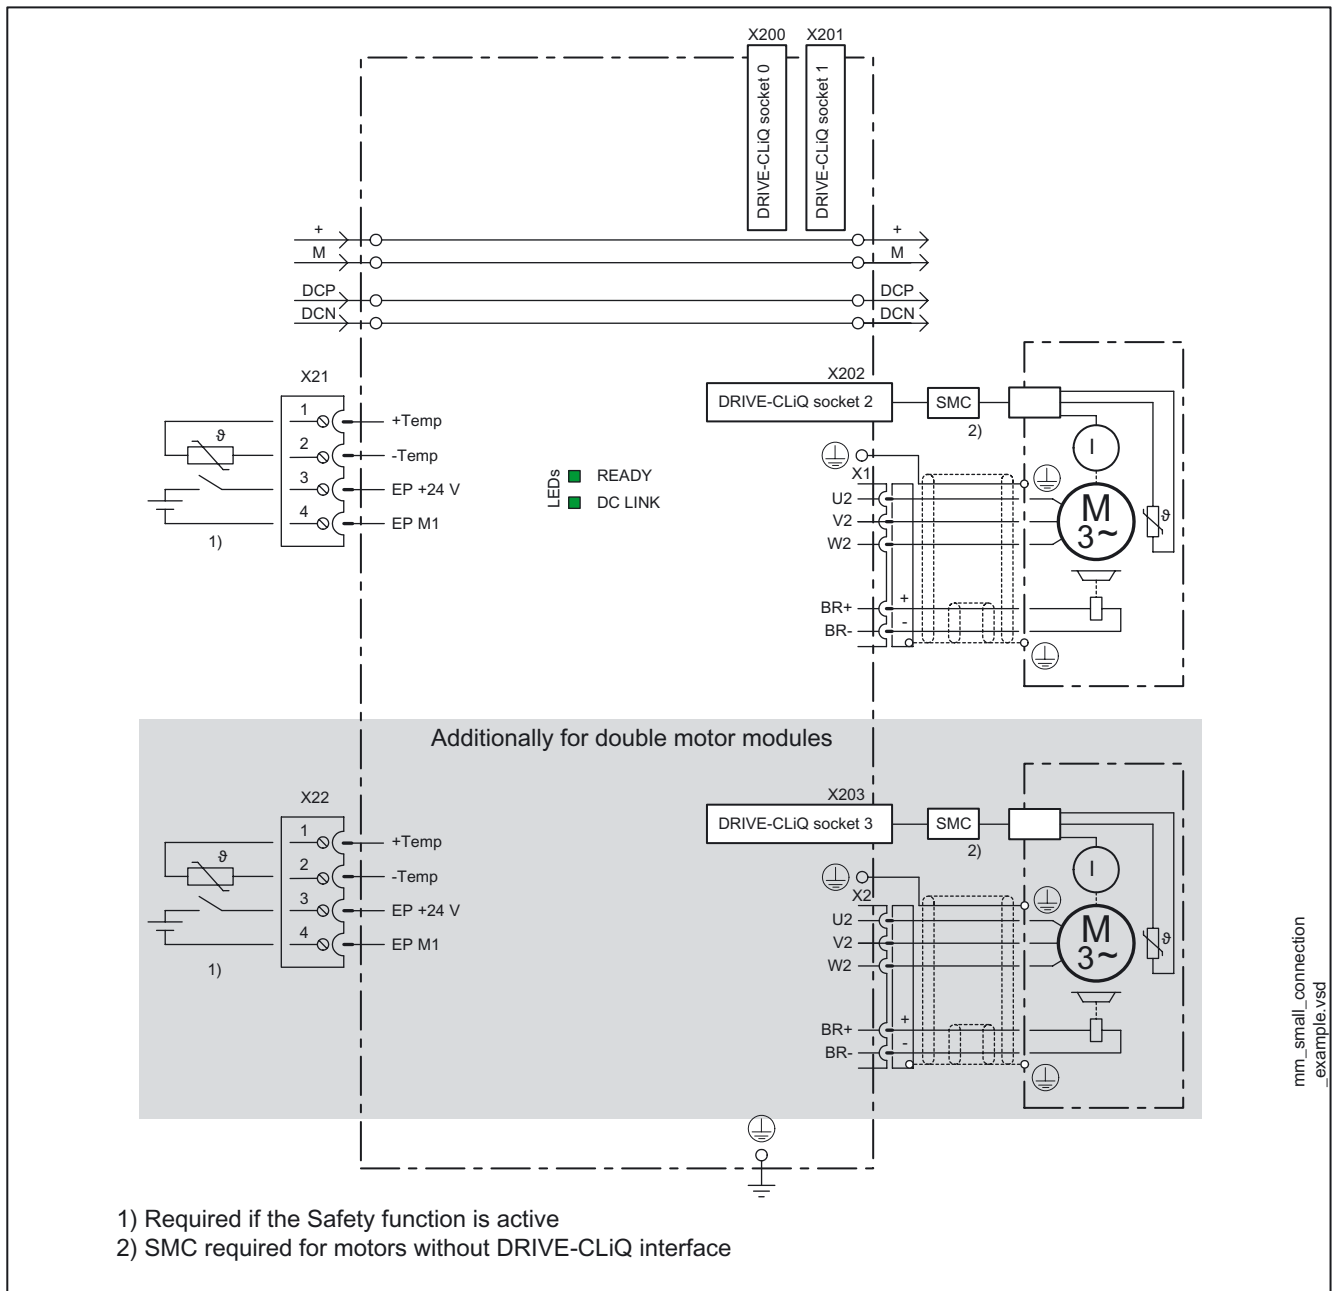 X200 X201
DRIVE-CLiQ socket 0
DRIVE-CLiQ socket 1
+ +
M M
DCP DCP
DCN DCN
X21
1 +Temp
ϑ
2 -Temp
3 EP +24 V
4 EP M1
1)
LEDs
READY
DC LINK
X202
DRIVE-CLiQ socket 2
SMC
2)
I
X1
U2
V2
W2
M
3~
ϑ
BR+ +
BR- -
Additionally for double motor modules
X22
1 +Temp
ϑ
2 -Temp
3 EP +24 V
4 EP M1
1)
X203
DRIVE-CLiQ socket 3
SMC
2)
I
X2
U2
V2
W2
M
3~
ϑ
BR+ +
BR- -
mm_small_connection
_example.vsd
1) Required if the Safety function is active
2) SMC required for motors without DRIVE-CLiQ interface